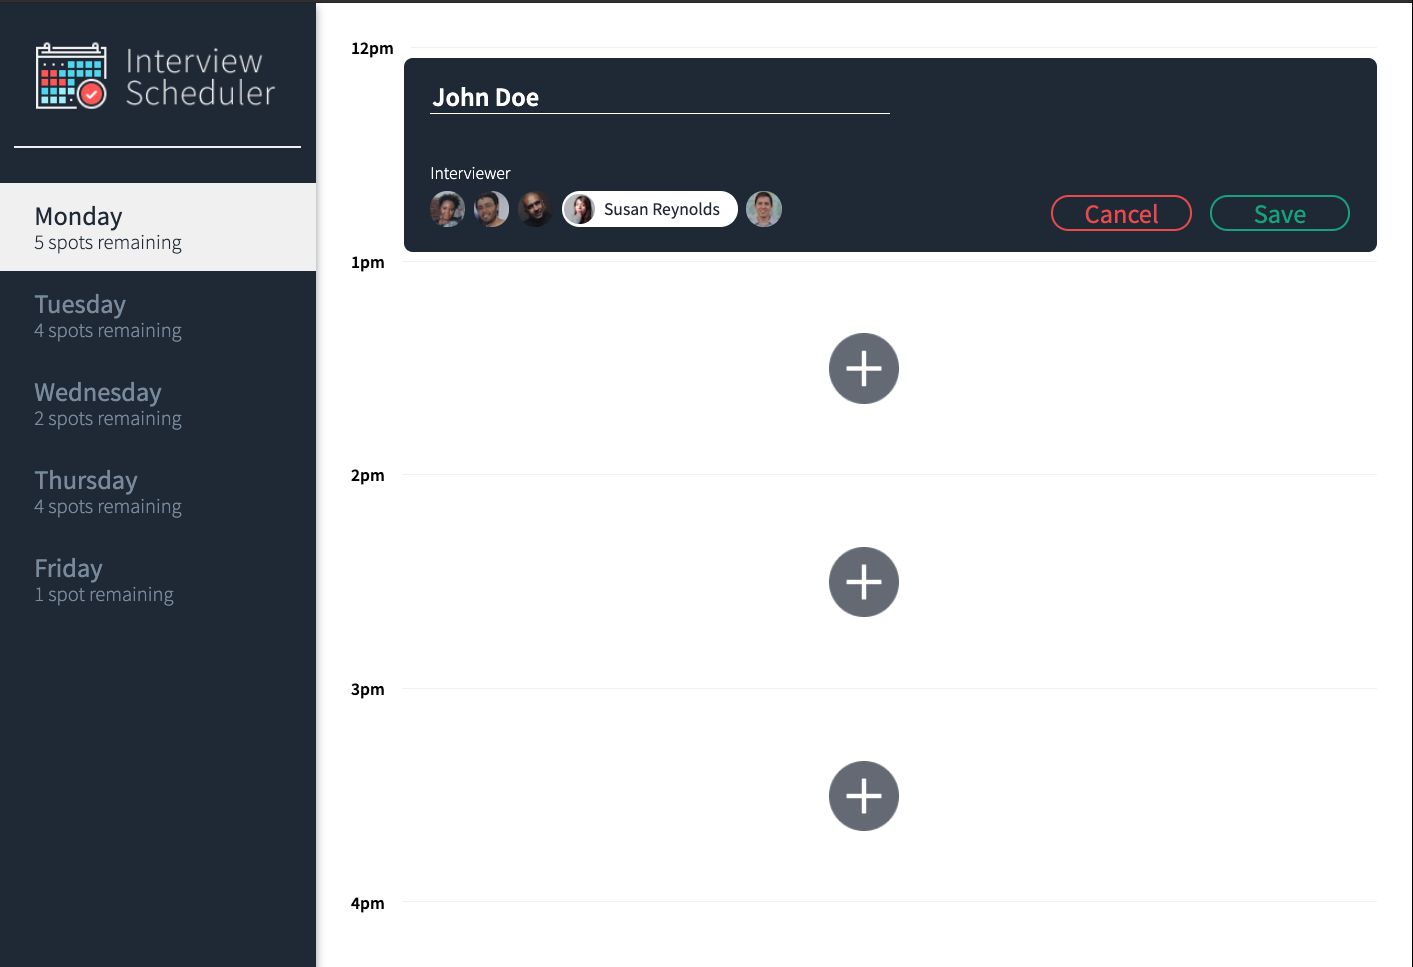 Interview
Scheduler
Monday
5 spots remaining
Tuesday
4 spots remaining
Wednesday
2 spots remaining
Thursday
4 spots remaining
Friday
1 spot remaining
12pm
John Doe
Interviewer
Susan Reynolds
Cancel
Save
1pm
2pm
3pm
4pm